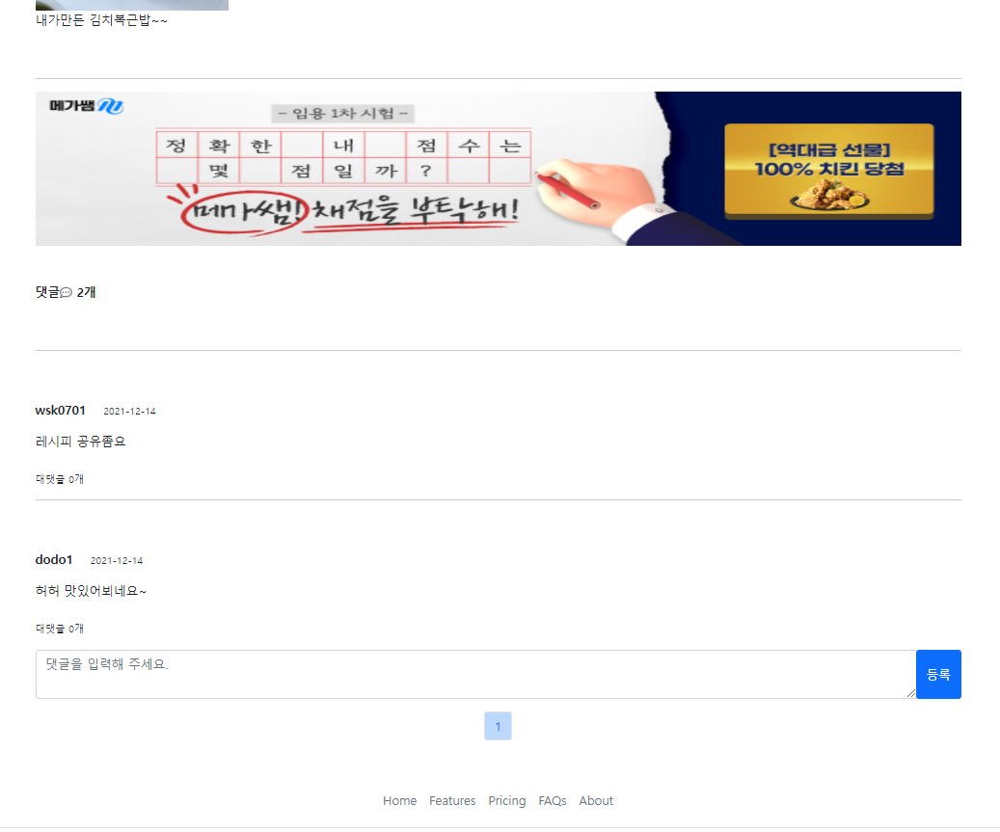 내가만든 김치복근밥~~
메가쌤
- 임용 1차 시험 -
정확한 내 점수는
몇 점일까?
메가쌤! 채점을 부탁해!
[역대급 선물]
100% 치킨 당첨
댓글 2개
wsk0701 2021-12-14
레시피 공유좀요
대댓글 0개
dodo1 2021-12-14
허허 맛있어뵈네요~
대댓글 0개
댓글을 입력해 주세요.
등록
1
Home Features Pricing FAQs About